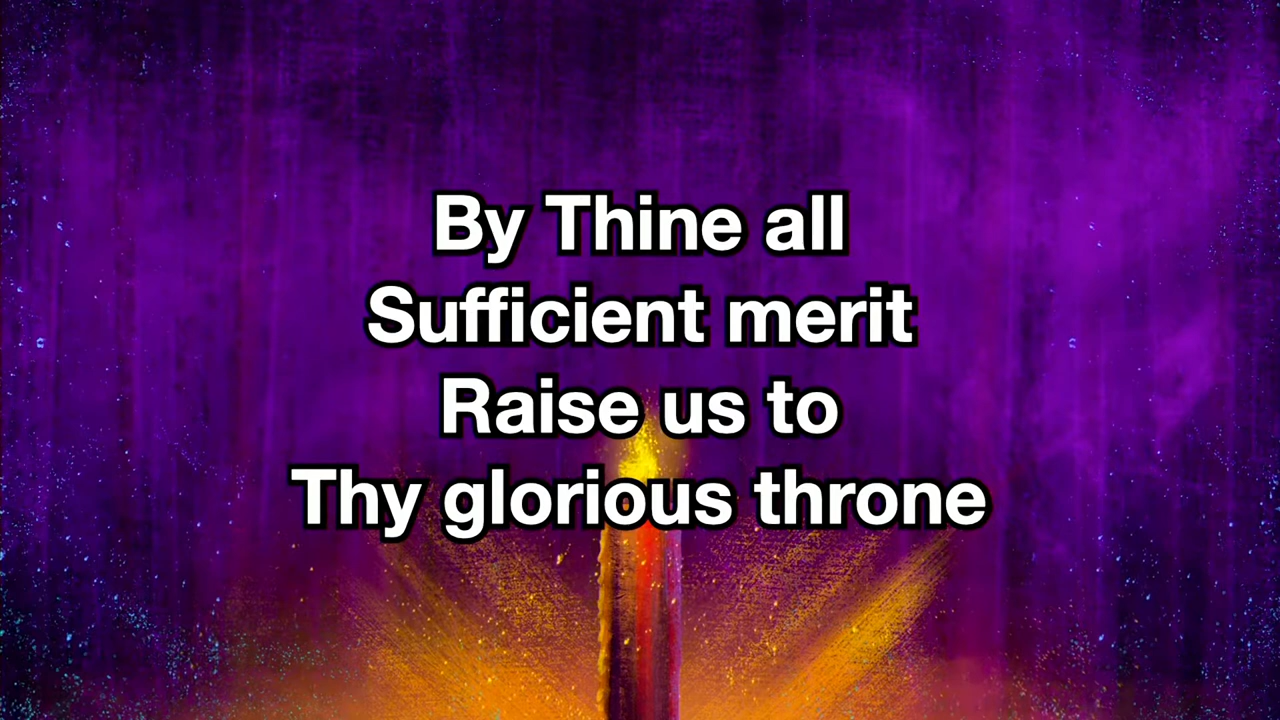 By Thine all
Sufficient merit
Raise us to
Thy glorious throne